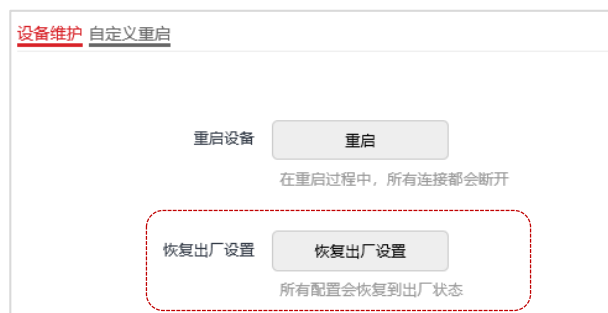 设备维护 自定义重启
重启设备 重启
在重启过程中，所有连接都会断开
恢复出厂设置 恢复出厂设置
所有配置会恢复到出厂状态